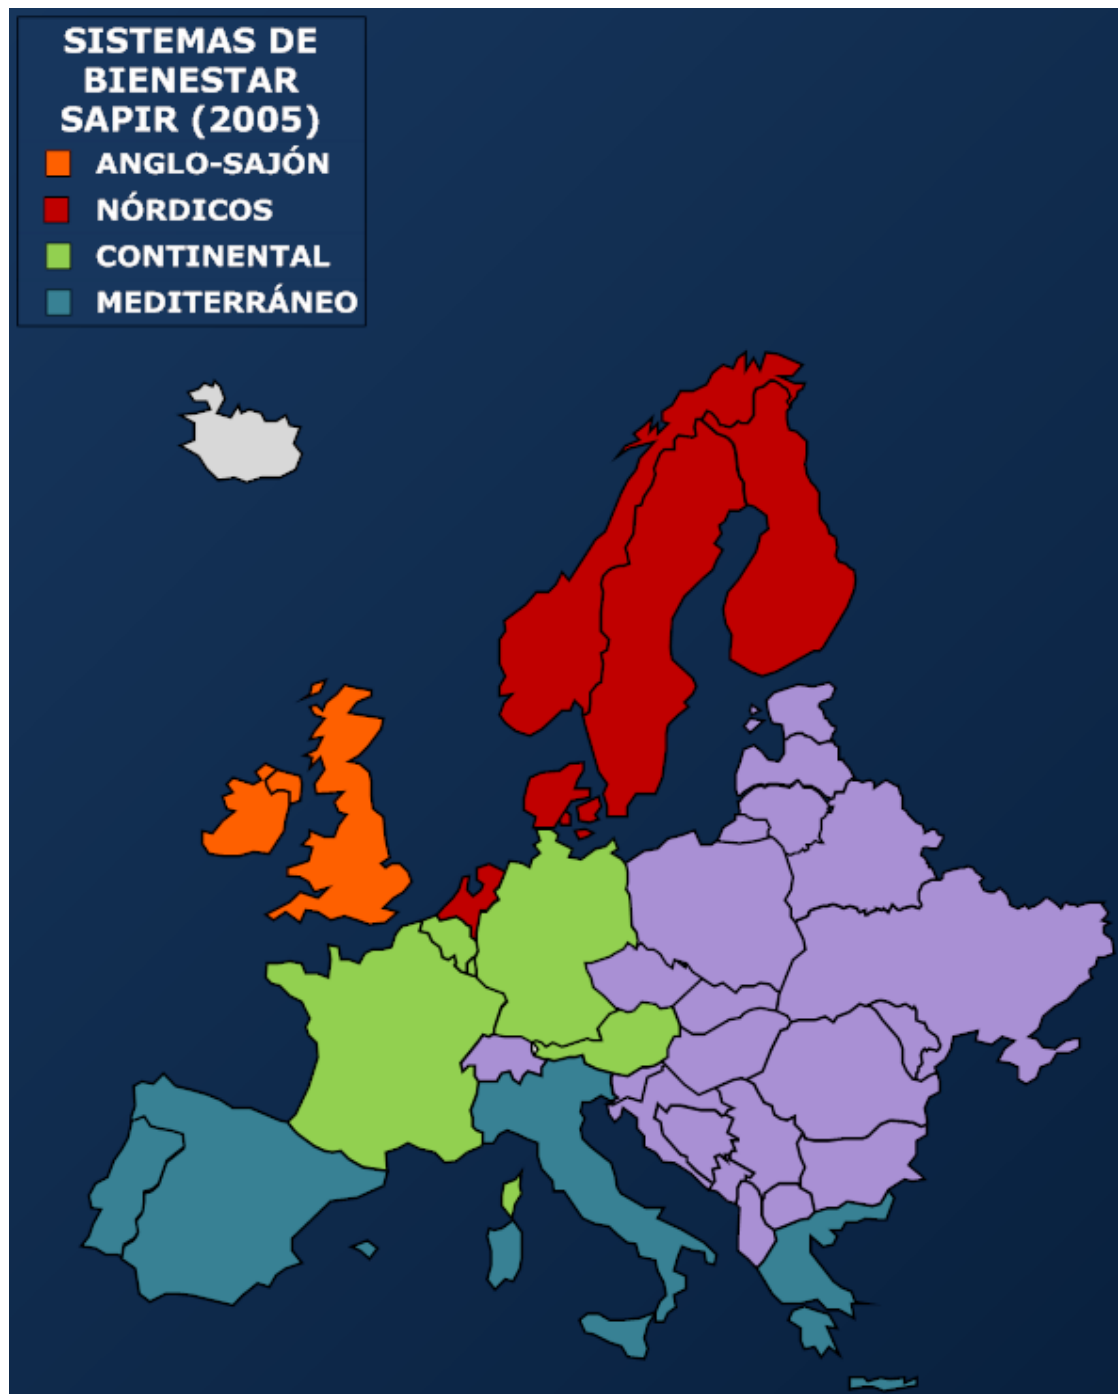 SISTEMAS DE
BIENESTAR
SAPIR (2005)
ANGLO-SAJÓN
NÓRDICOS
CONTINENTAL
MEDITERRÁNEO